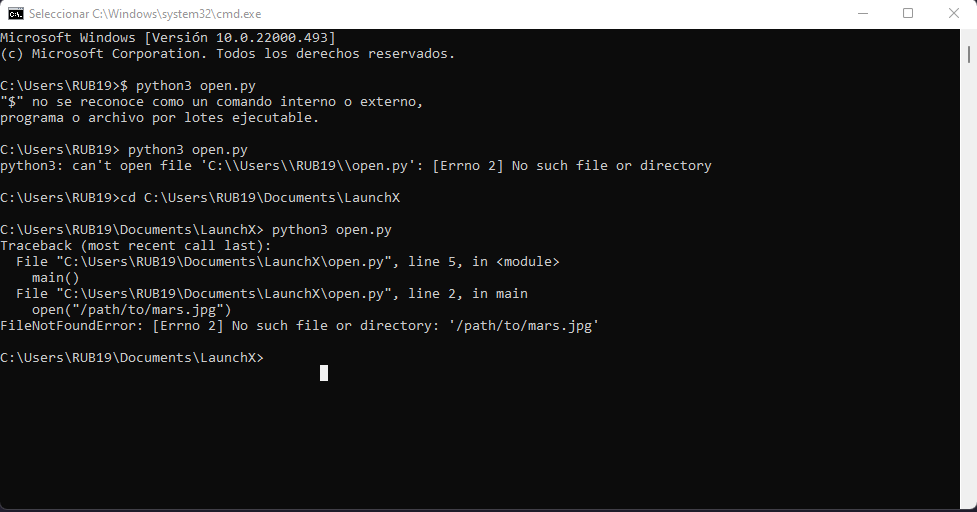 Seleccionar C:\Windows\system32\cmd.exe
Microsoft Windows [Versión 10.0.22000.493]
(c) Microsoft Corporation. Todos los derechos reservados.
C:\Users\RUB19>$ python3 open.py
"$" no se reconoce como un comando interno o externo,
programa o archivo por lotes ejecutable.
C:\Users\RUB19> python3 open.py
python3: can't open file 'C:\\Users\\RUB19\\open.py': [Errno 2] No such file or directory
C:\Users\RUB19>cd C:\Users\RUB19\Documents\LaunchX
C:\Users\RUB19\Documents\LaunchX> python3 open.py
Traceback (most recent call last):
  File "C:\Users\RUB19\Documents\LaunchX\open.py", line 5, in <module>
    main()
  File "C:\Users\RUB19\Documents\LaunchX\open.py", line 2, in main
    open("/path/to/mars.jpg")
FileNotFoundError: [Errno 2] No such file or directory: '/path/to/mars.jpg'
C:\Users\RUB19\Documents\LaunchX>